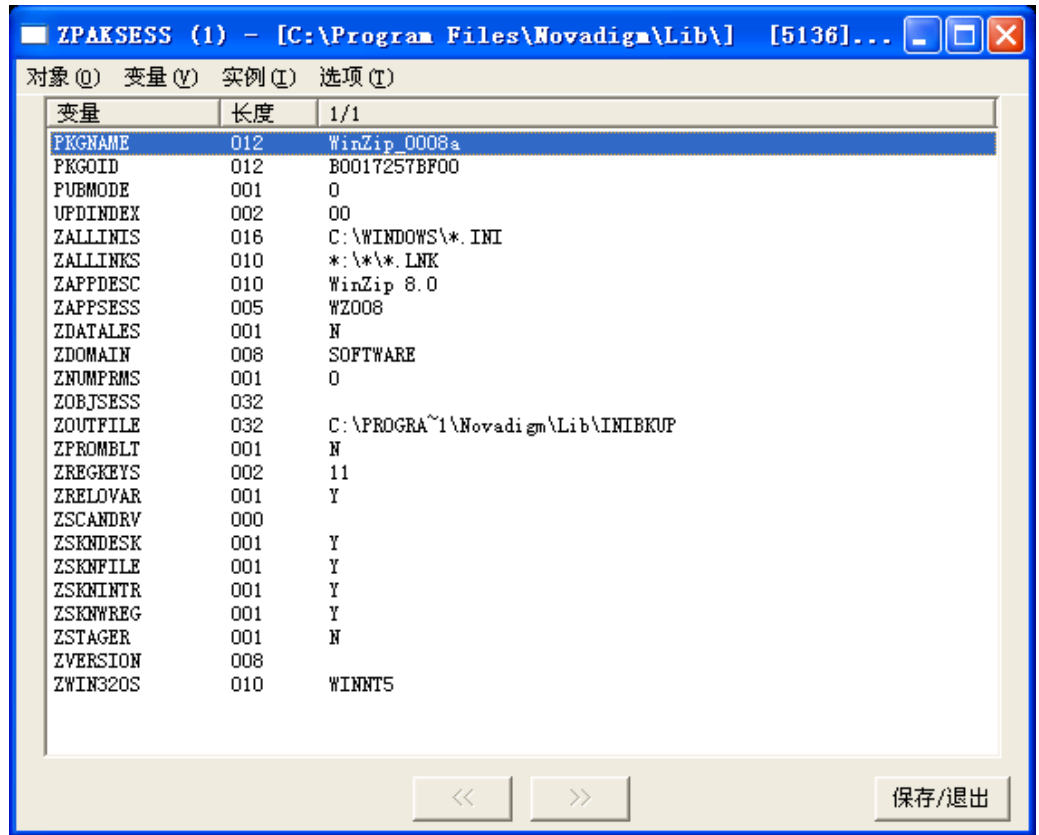 ZPAKSESS (1) - [C:\Program Files\Novadigm\Lib\] [5136]...
对象(O) 变量(V) 实例(I) 选项(T)
变量 长度 1/1
PKGNAME 012 WinZip_0008a
PKGOID 012 B0017257BF00
PUBMODE 001 0
UPDINDEX 002 00
ZALLINIS 016 C:\WINDOWS\*.INI
ZALLINKS 010 *:\*\*.LNK
ZAPPDESC 010 WinZip 8.0
ZAPPSESS 005 WZ008
ZDATALES 001 N
ZDOMAIN 008 SOFTWARE
ZNUMPRMS 001 0
ZOBJSESS 032
ZOUTFILE 032 C:\PROGRA~1\Novadigm\Lib\INIBKUP
ZPROMBLT 001 N
ZREGKEYS 002 11
ZRELOVAR 001 Y
ZSCANDRV 000
ZSKNDESK 001 Y
ZSKNFILE 001 Y
ZSKNINTR 001 Y
ZSKNWREG 001 Y
ZSTAGER 001 N
ZVERSION 008
ZWIN32OS 010 WINNT5
<< >> 保存/退出